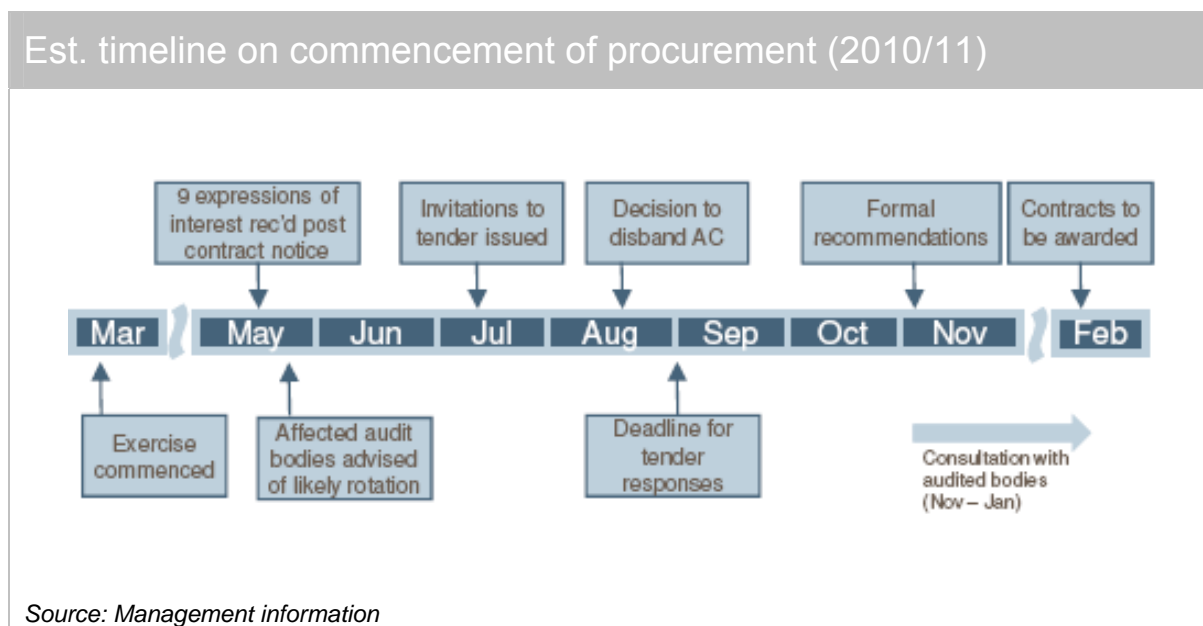 Est. timeline on commencement of procurement (2010/11)
9 expressions of
interest rec'd post
contract notice
Invitations to
tender issued
Decision to
disband AC
Formal
recommendations
Contracts to
be awarded
Mar
May
Jun
Jul
Aug
Sep
Oct
Nov
Feb
Exercise
commenced
Affected audit
bodies advised
of likely rotation
Deadline for
tender
responses
Consultation with
audited bodies
(Nov – Jan)
Source: Management information